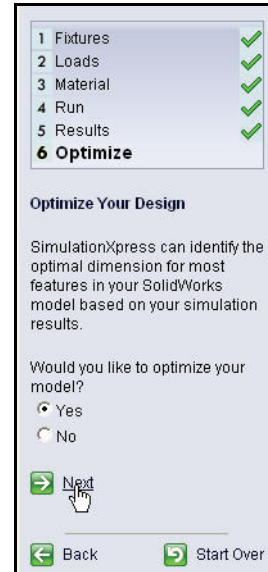 1 Fixtures
2 Loads
3 Material
4 Run
5 Results
6 Optimize
Optimize Your Design
SimulationXpress can identify the
optimal dimension for most
features in your SolidWorks
model based on your simulation
results.
Would you like to optimize your
model?
Yes
No
Next
Back Start Over